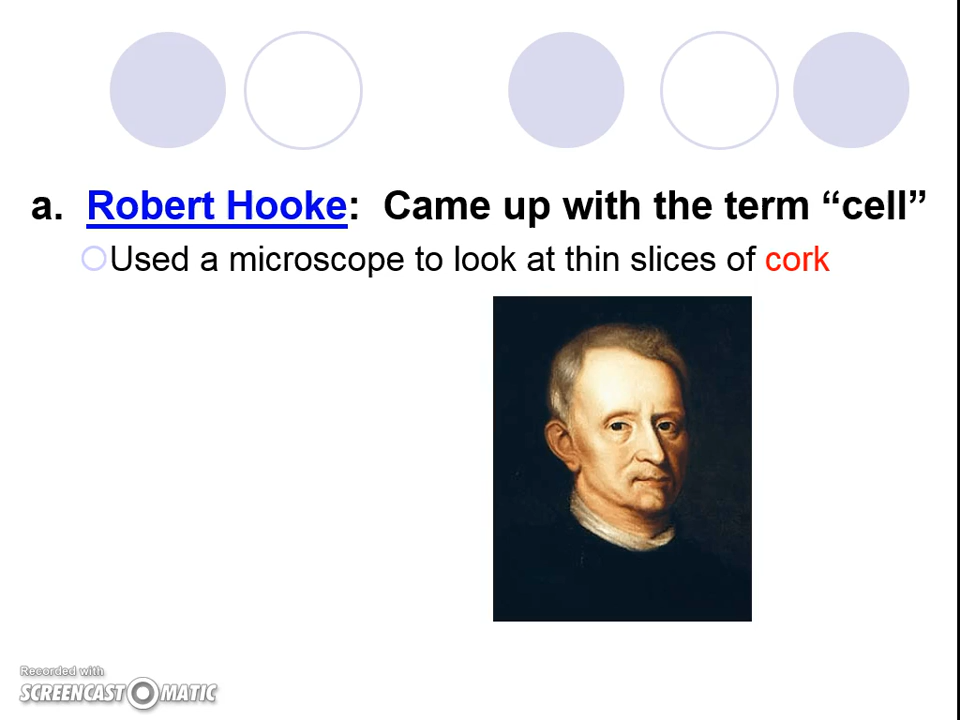 a. Robert Hooke: Came up with the term “cell”
Used a microscope to look at thin slices of cork
Recorded with
SCREENCAST MATIC